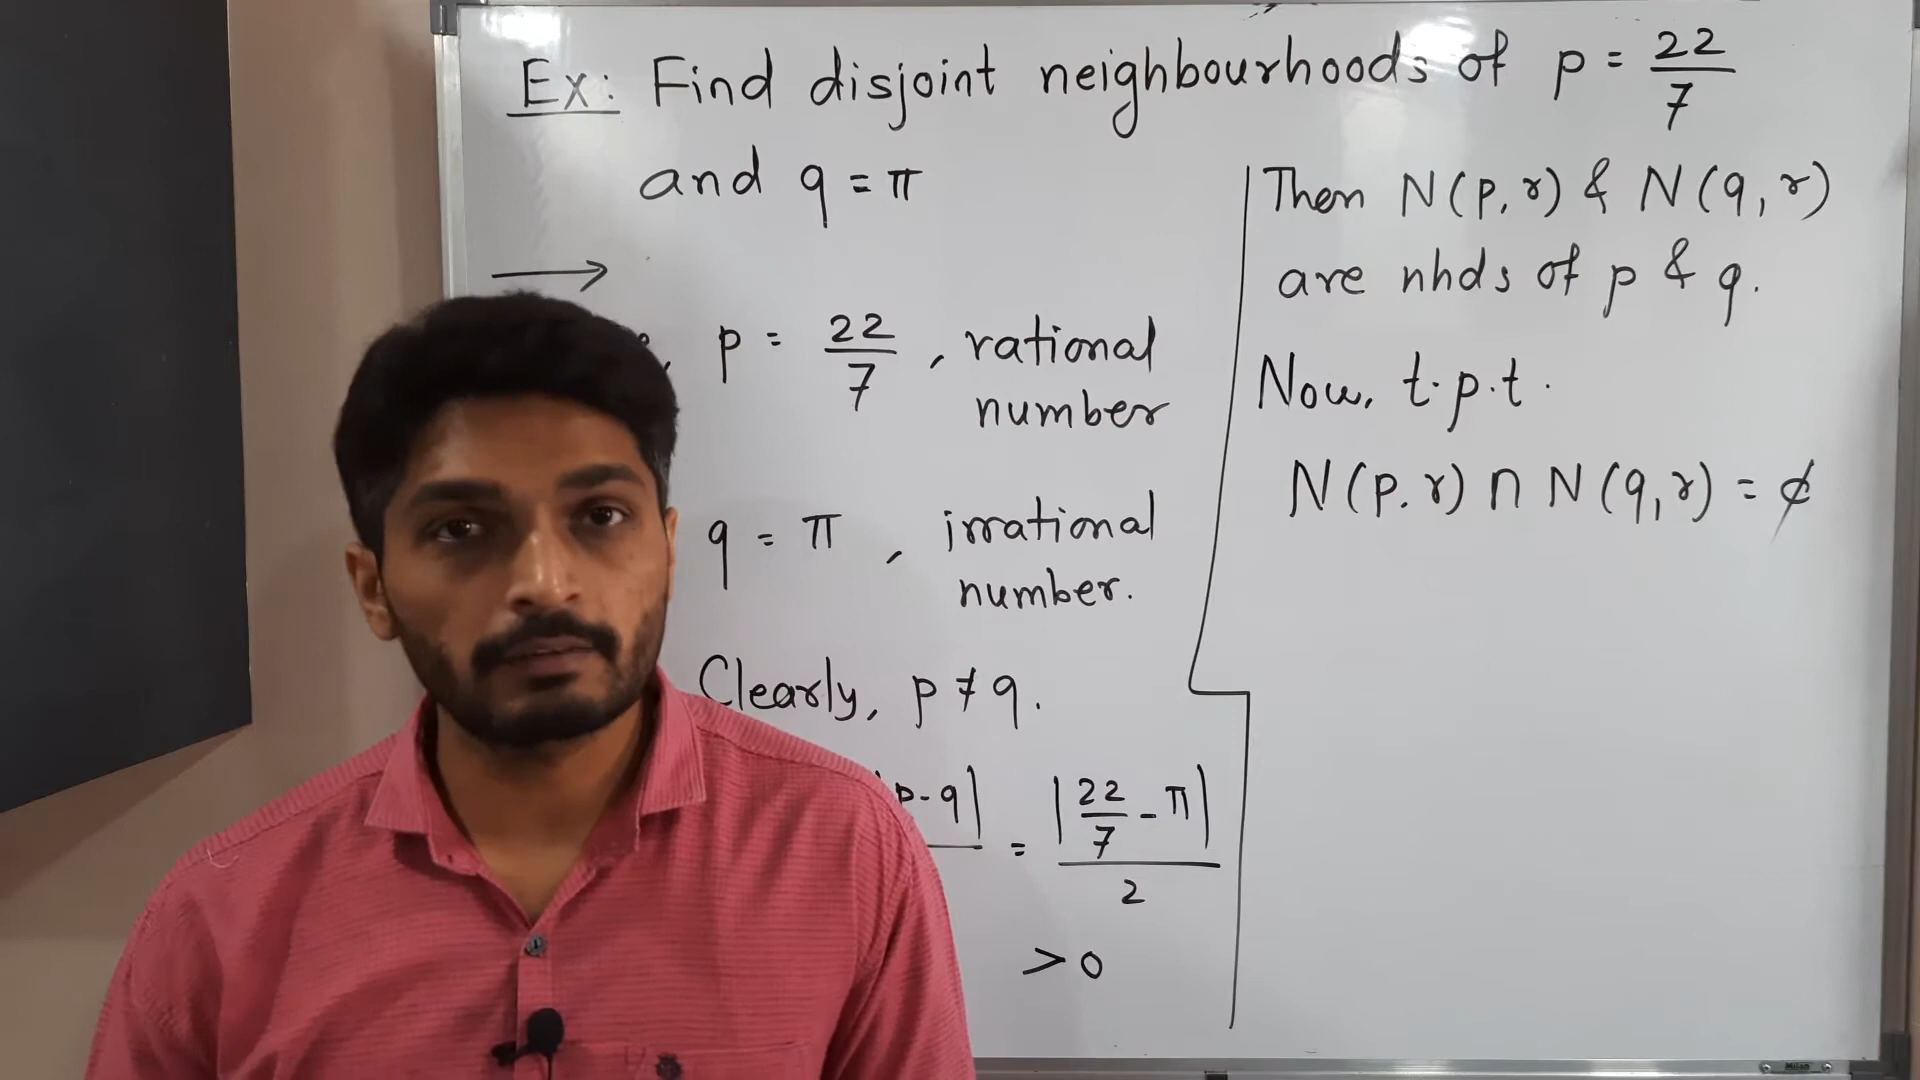 Ex: Find disjoint neighbourhoods of p = 22/7
and q = π
→
p = 22/7, rational
number
q = π, irrational
number.
Clearly, p ≠ q.
p-q| = |22/7 - π|/2
> 0
Then N(p, r) & N(q, r)
are nhds of p & q.
Now, t.p.t.
N(p, r) ∩ N(q, r) = ϕ